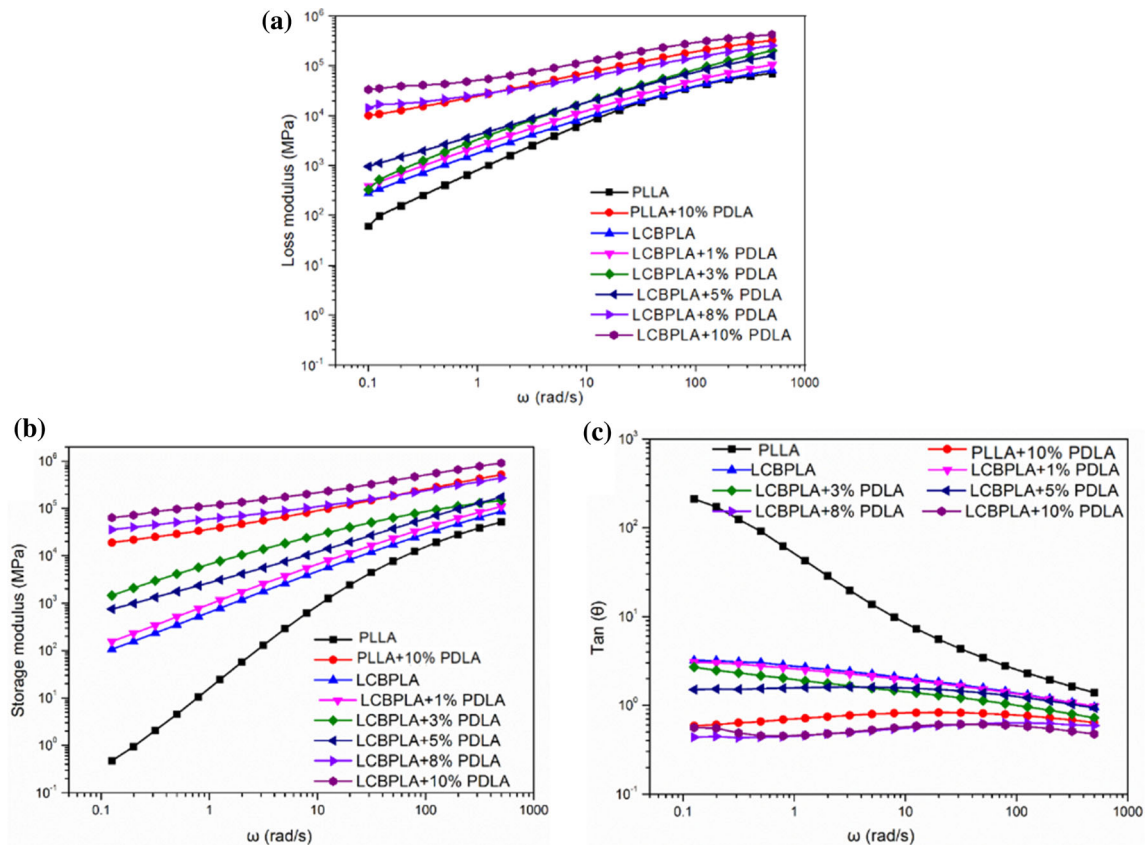 (a)
Loss modulus (MPa)
10^6
10^5
10^4
10^3
10^2
10^1
10^0
10^-1
PLLA
PLLA+10% PDLA
LCBPLA
LCBPLA+1% PDLA
LCBPLA+3% PDLA
LCBPLA+5% PDLA
LCBPLA+8% PDLA
LCBPLA+10% PDLA
0.1 1 10 100 1000
ω (rad/s)
(b)
Storage modulus (MPa)
10^6
10^5
10^4
10^3
10^2
10^1
10^0
10^-1
PLLA
PLLA+10% PDLA
LCBPLA
LCBPLA+1% PDLA
LCBPLA+3% PDLA
LCBPLA+5% PDLA
LCBPLA+8% PDLA
LCBPLA+10% PDLA
0.1 1 10 100 1000
ω (rad/s)
(c)
Tan (θ)
10^3
10^2
10^1
10^0
10^-1
PLLA PLLA+10% PDLA
LCBPLA LCBPLA+1% PDLA
LCBPLA+3% PDLA LCBPLA+5% PDLA
LCBPLA+8% PDLA LCBPLA+10% PDLA
0.1 1 10 100 1000
ω (rad/s)